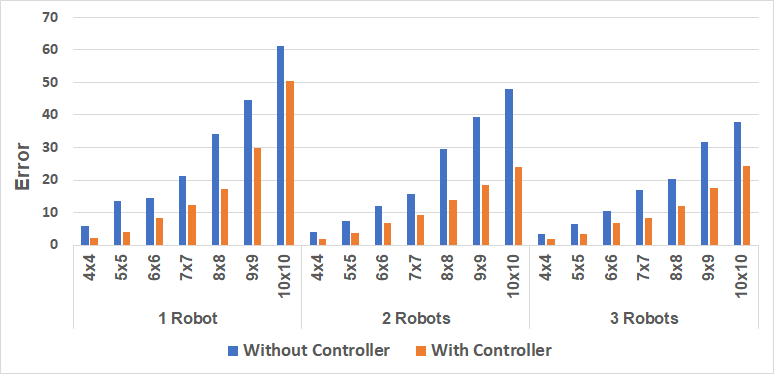 70
60
50
40
30
20
10
0
Error
4x4 5x5 6x6 7x7 8x8 9x9 10x10 4x4 5x5 6x6 7x7 8x8 9x9 10x10 4x4 5x5 6x6 7x7 8x8 9x9 10x10
1 Robot 2 Robots 3 Robots
Without Controller With Controller